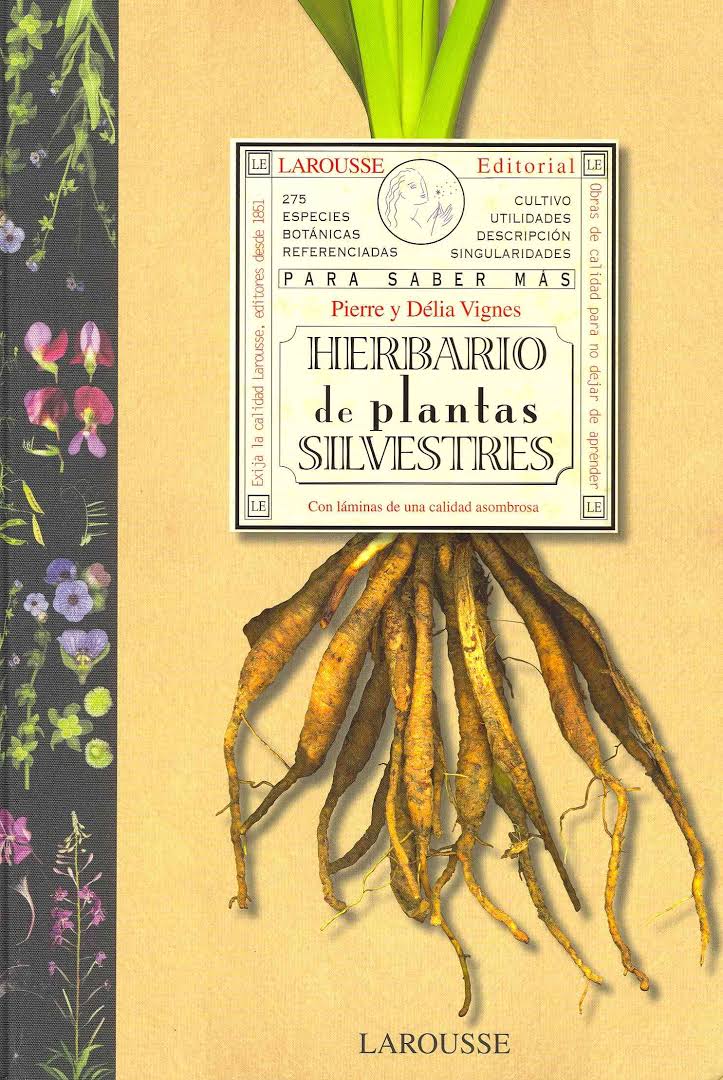 LE LAROUSSE Editorial LE
275
ESPECIES
BOTÁNICAS
REFERENCIADAS
CULTIVO
UTILIDADES
DESCRIPCIÓN
SINGULARIDADES
PARA SABER MÁS
Pierre y Délia Vignes
HERBARIO
de plantas
SILVESTRES
Con láminas de una calidad asombrosa
LE LE
Exija la calidad Larousse, editores desde 1851
Obras de calidad para no dejar de aprender
LAROUSSE